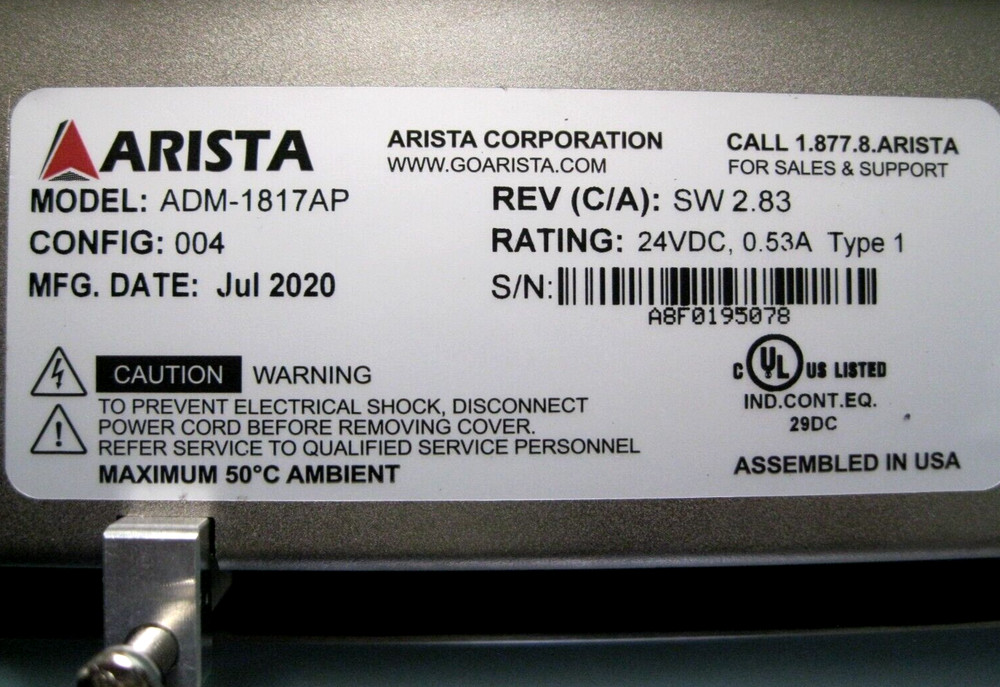 ARISTA
ARISTA CORPORATION
WWW.GOARISTA.COM
CALL 1.877.8.ARISTA
FOR SALES & SUPPORT
MODEL: ADM-1817AP
REV (C/A): SW 2.83
CONFIG: 004
RATING: 24VDC, 0.53A Type 1
MFG. DATE: Jul 2020
S/N:
A8F0195078
CAUTION WARNING
TO PREVENT ELECTRICAL SHOCK, DISCONNECT
POWER CORD BEFORE REMOVING COVER.
REFER SERVICE TO QUALIFIED SERVICE PERSONNEL
MAXIMUM 50°C AMBIENT
C UL US LISTED
IND.CONT.EQ.
29DC
ASSEMBLED IN USA